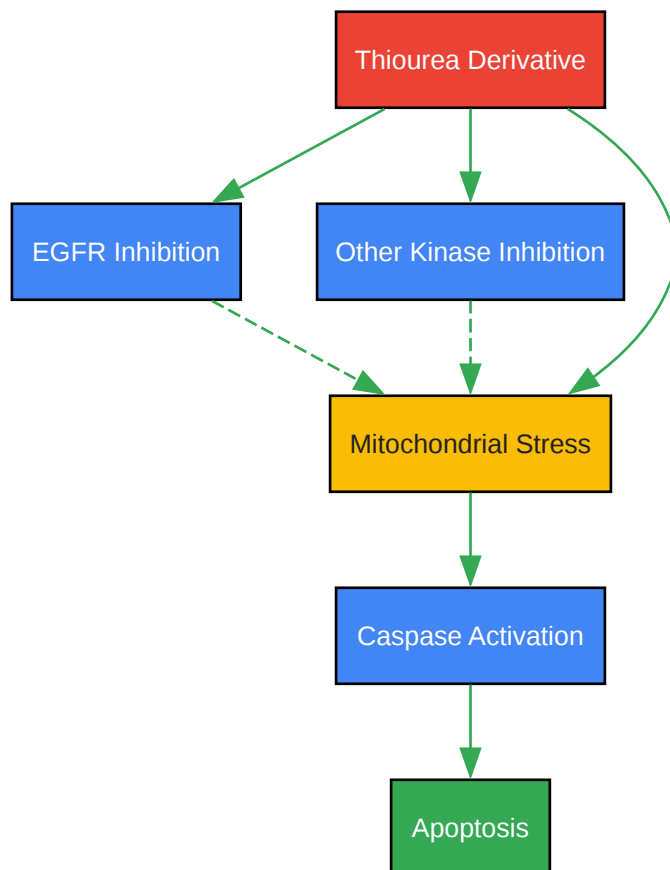 Thiourea Derivative
EGFR Inhibition
Other Kinase Inhibition
Mitochondrial Stress
Caspase Activation
Apoptosis